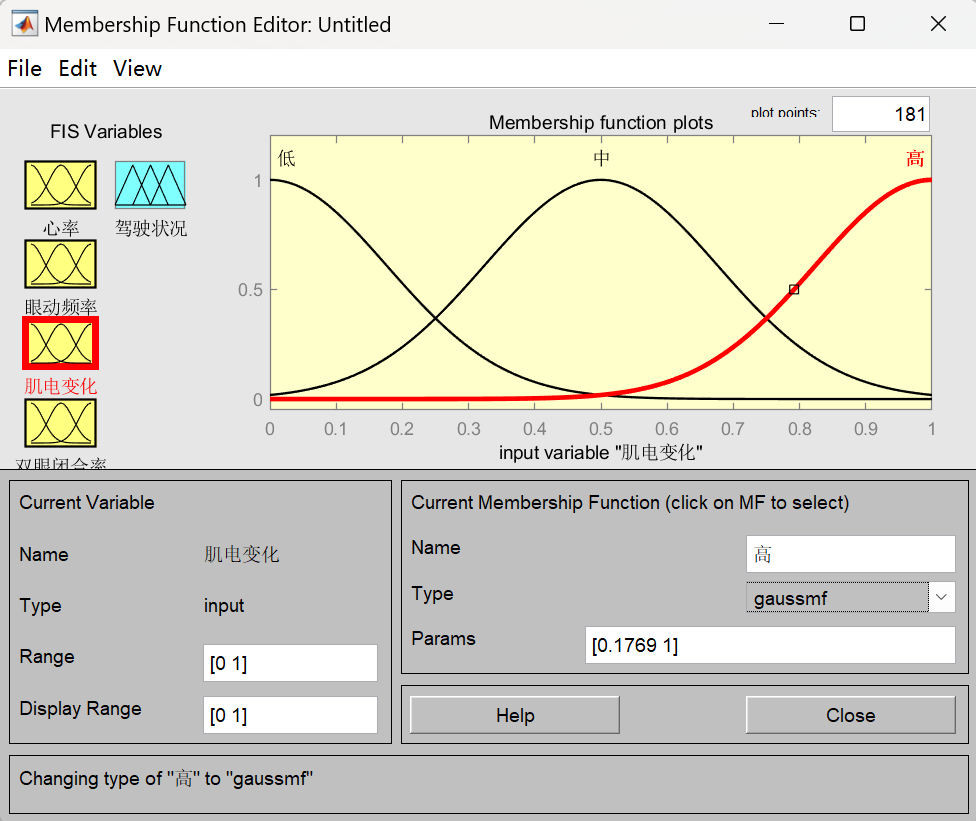 Membership Function Editor: Untitled
File Edit View
FIS Variables
Membership function plots
plot points:
181
心率
驾驶状况
眼动频率
肌电变化
双眼闭合率
低
中
高
1
0.5
0
0 0.1 0.2 0.3 0.4 0.5 0.6 0.7 0.8 0.9 1
input variable "肌电变化"
Current Variable
Name 肌电变化
Type input
Range [0 1]
Display Range [0 1]
Current Membership Function (click on MF to select)
Name 高
Type gaussmf
Params [0.1769 1]
Help Close
Changing type of "高" to "gaussmf"